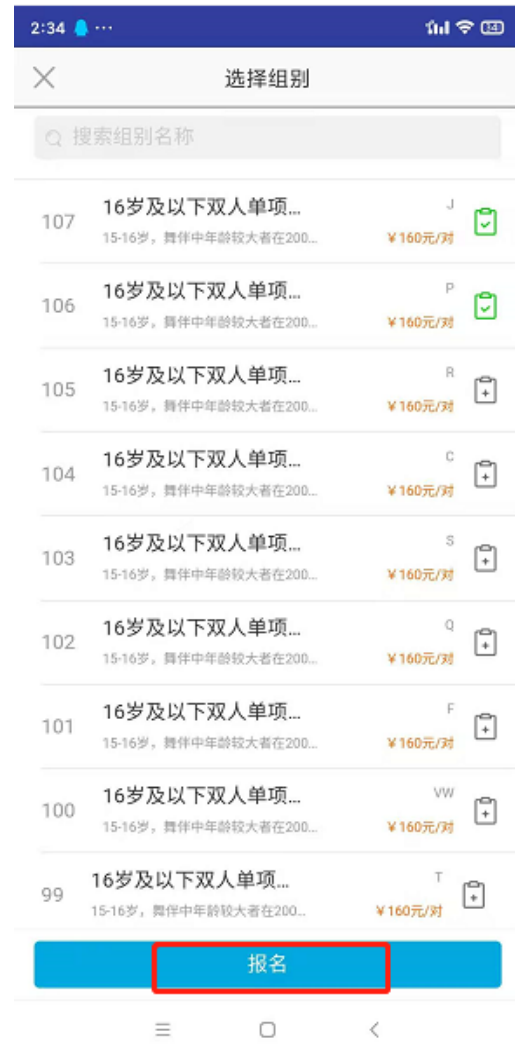 2:34
选择组别
搜索组别名称
107 16岁及以下双人单项... J
15-16岁，舞伴中年龄较大者在200... ￥160元/对
106 16岁及以下双人单项... P
15-16岁，舞伴中年龄较大者在200... ￥160元/对
105 16岁及以下双人单项... R
15-16岁，舞伴中年龄较大者在200... ￥160元/对
104 16岁及以下双人单项... C
15-16岁，舞伴中年龄较大者在200... ￥160元/对
103 16岁及以下双人单项... S
15-16岁，舞伴中年龄较大者在200... ￥160元/对
102 16岁及以下双人单项... Q
15-16岁，舞伴中年龄较大者在200... ￥160元/对
101 16岁及以下双人单项... F
15-16岁，舞伴中年龄较大者在200... ￥160元/对
100 16岁及以下双人单项... VW
15-16岁，舞伴中年龄较大者在200... ￥160元/对
99 16岁及以下双人单项... T
15-16岁，舞伴中年龄较大者在200... ￥160元/对
报名